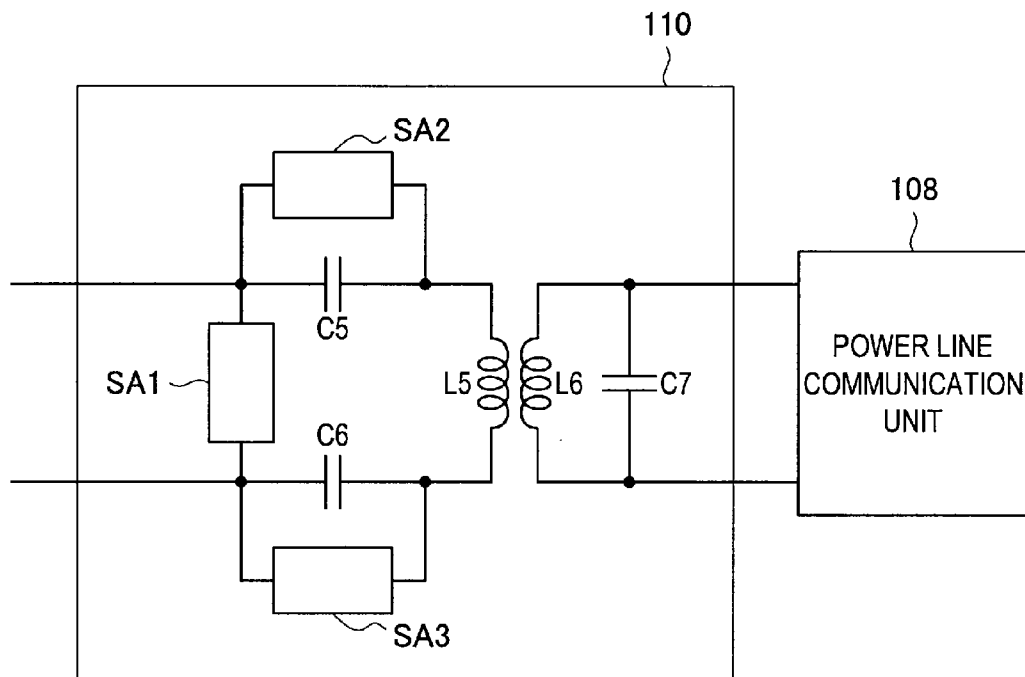 110
SA2
108
C5
SA1
L5
L6
C7
POWER LINE
COMMUNICATION
UNIT
C6
SA3